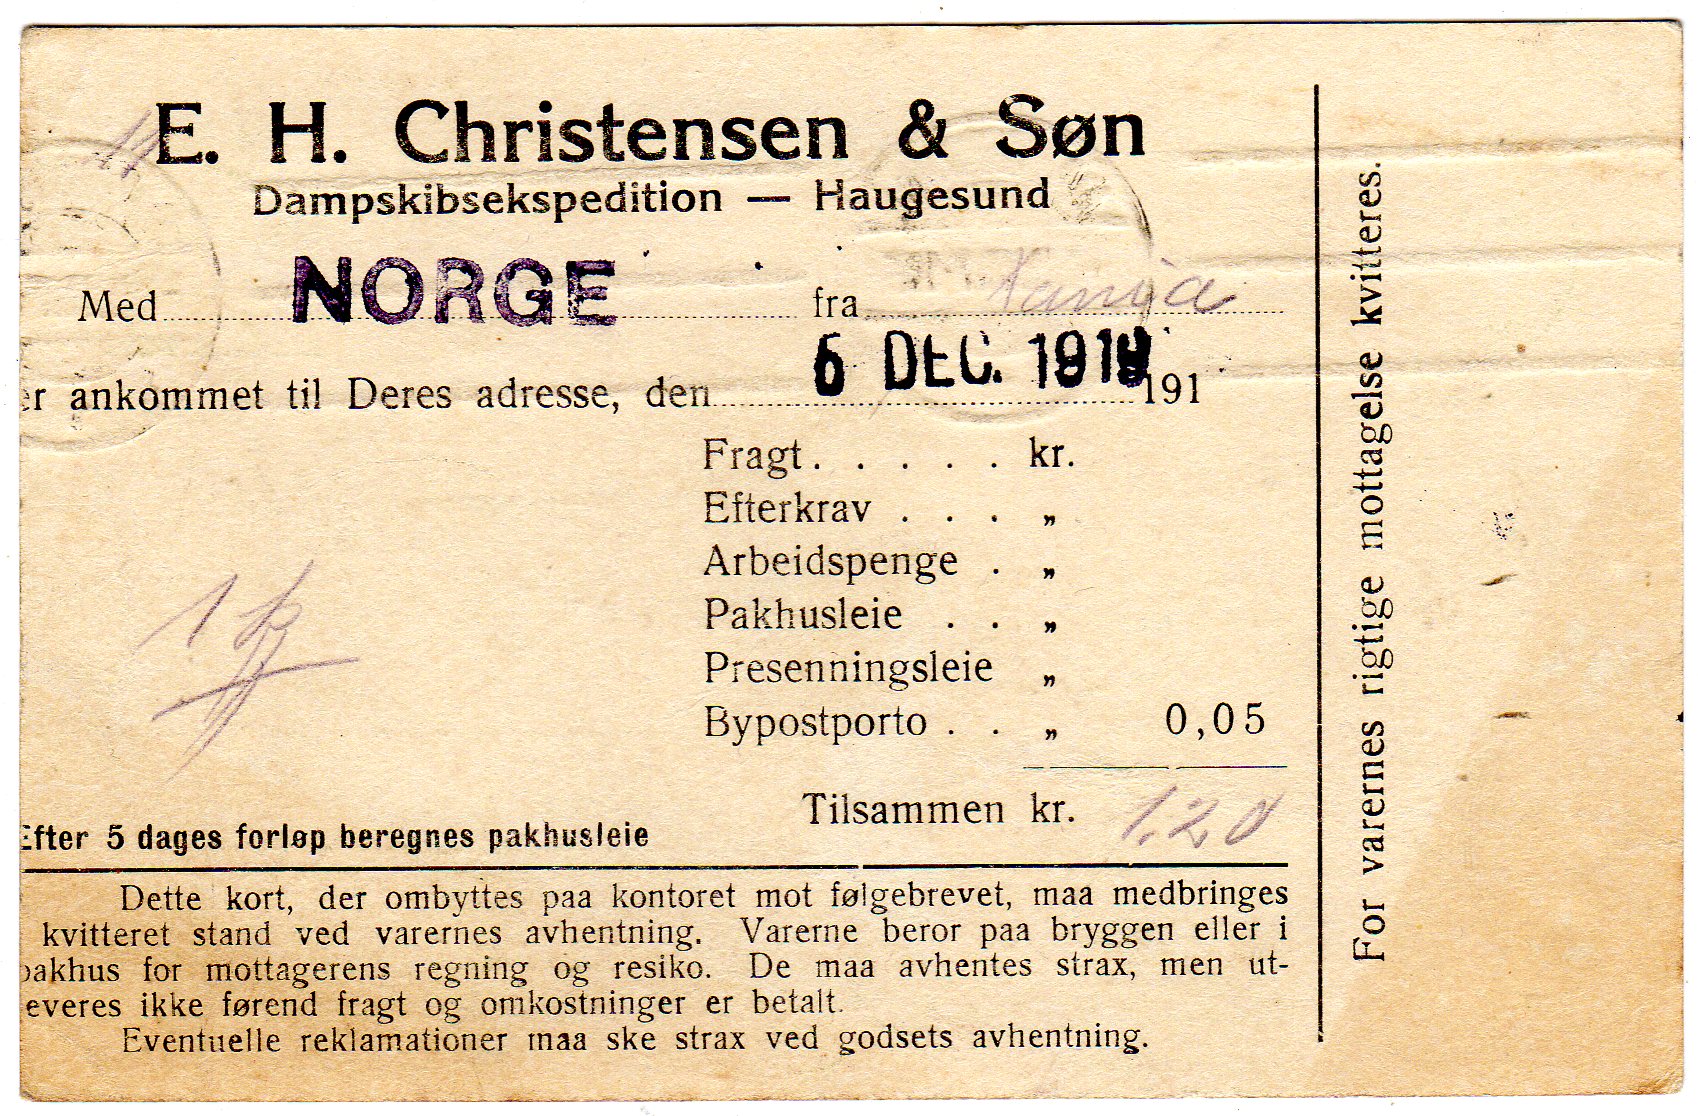 E. H. Christensen & Søn
Dampskibsekspedition — Haugesund
Med NORGE fra
er ankommet til Deres adresse, den 6 DEC. 1919 191
Fragt . . . . . kr.
Efterkrav . . . „
Arbeidspenge . „
Pakhusleie . . „
Presenningsleie „
Bypostporto . . „ 0,05
Tilsammen kr. 1.20
Efter 5 dages forløp beregnes pakhusleie
Dette kort, der ombyttes paa kontoret mot følgebrevet, maa medbringes
kvitteret stand ved varernes avhentning. Varerne beror paa bryggen eller i
pakhus for mottagerens regning og resiko. De maa avhentes strax, men ut-
leveres ikke førend fragt og omkostninger er betalt.
Eventuelle reklamationer maa ske strax ved godsets avhentning.
For varernes rigtige mottagelse kvitteres.